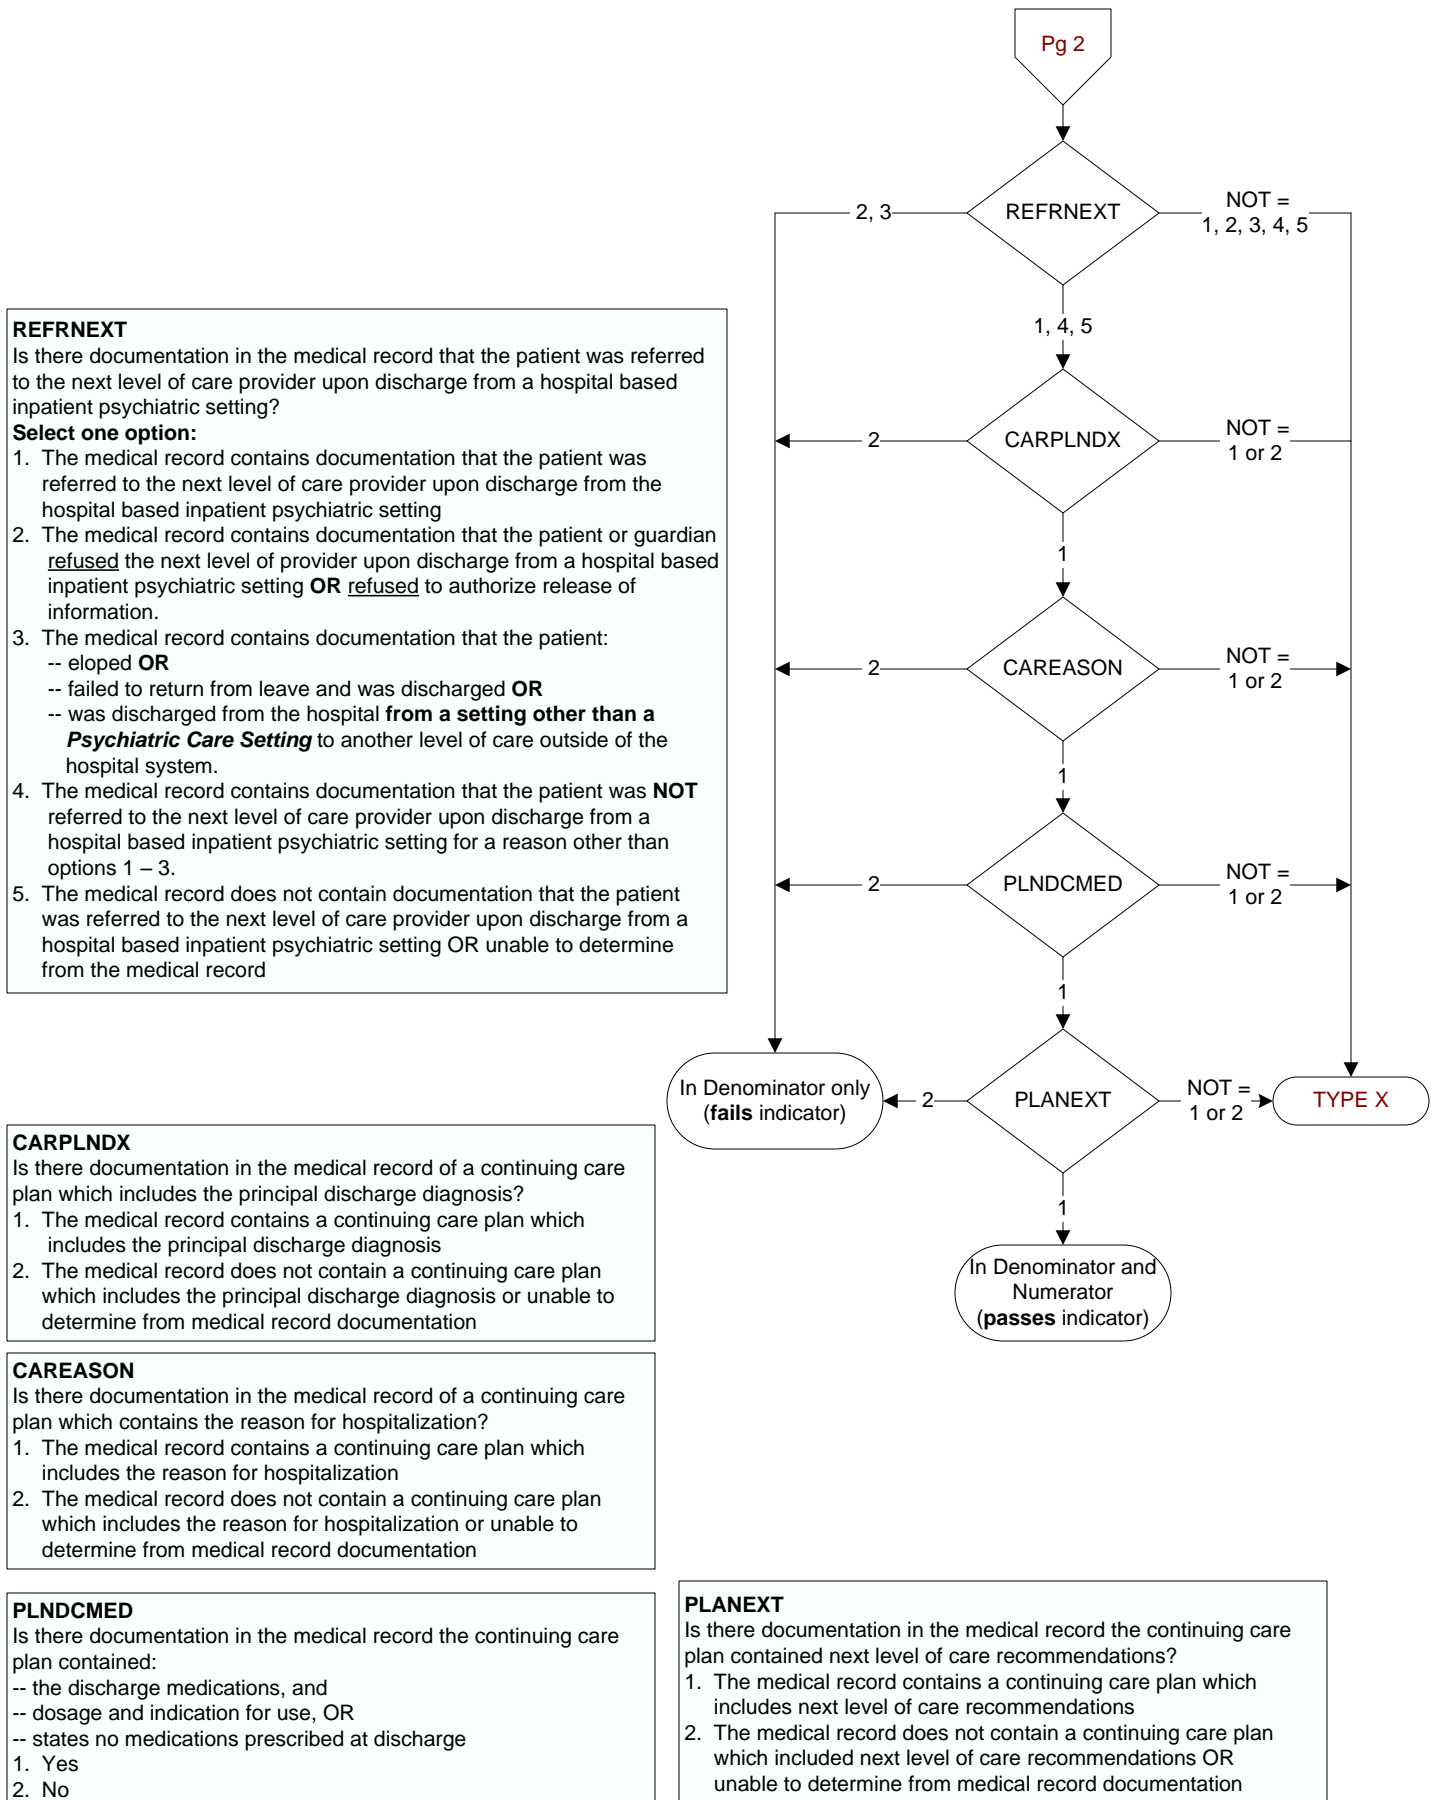 Pg 2
REFRNEXT
2, 3
NOT =
1, 2, 3, 4, 5
1, 4, 5
CARPLNDX
2
NOT =
1 or 2
1
CAREASON
2
NOT =
1 or 2
1
PLNDCMED
2
NOT =
1 or 2
1
PLANEXT
2
NOT =
1 or 2
In Denominator only
(fails indicator)
TYPE X
1
In Denominator and
Numerator
(passes indicator)
REFRNEXT
Is there documentation in the medical record that the patient was referred
to the next level of care provider upon discharge from a hospital based
inpatient psychiatric setting?
Select one option:
1. The medical record contains documentation that the patient was
referred to the next level of care provider upon discharge from the
hospital based inpatient psychiatric setting
2. The medical record contains documentation that the patient or guardian
refused the next level of provider upon discharge from a hospital based
inpatient psychiatric setting OR refused to authorize release of
information.
3. The medical record contains documentation that the patient:
-- eloped OR
-- failed to return from leave and was discharged OR
-- was discharged from the hospital from a setting other than a
Psychiatric Care Setting to another level of care outside of the
hospital system.
4. The medical record contains documentation that the patient was NOT
referred to the next level of care provider upon discharge from a
hospital based inpatient psychiatric setting for a reason other than
options 1 – 3.
5. The medical record does not contain documentation that the patient
was referred to the next level of care provider upon discharge from a
hospital based inpatient psychiatric setting OR unable to determine
from the medical record
CARPLNDX
Is there documentation in the medical record of a continuing care
plan which includes the principal discharge diagnosis?
1. The medical record contains a continuing care plan which
includes the principal discharge diagnosis
2. The medical record does not contain a continuing care plan
which includes the principal discharge diagnosis or unable to
determine from medical record documentation
CAREASON
Is there documentation in the medical record of a continuing care
plan which contains the reason for hospitalization?
1. The medical record contains a continuing care plan which
includes the reason for hospitalization
2. The medical record does not contain a continuing care plan
which includes the reason for hospitalization or unable to
determine from medical record documentation
PLNDCMED
Is there documentation in the medical record the continuing care
plan contained:
-- the discharge medications, and
-- dosage and indication for use, OR
-- states no medications prescribed at discharge
1. Yes
2. No
PLANEXT
Is there documentation in the medical record the continuing care
plan contained next level of care recommendations?
1. The medical record contains a continuing care plan which
includes next level of care recommendations
2. The medical record does not contain a continuing care plan
which included next level of care recommendations OR
unable to determine from medical record documentation